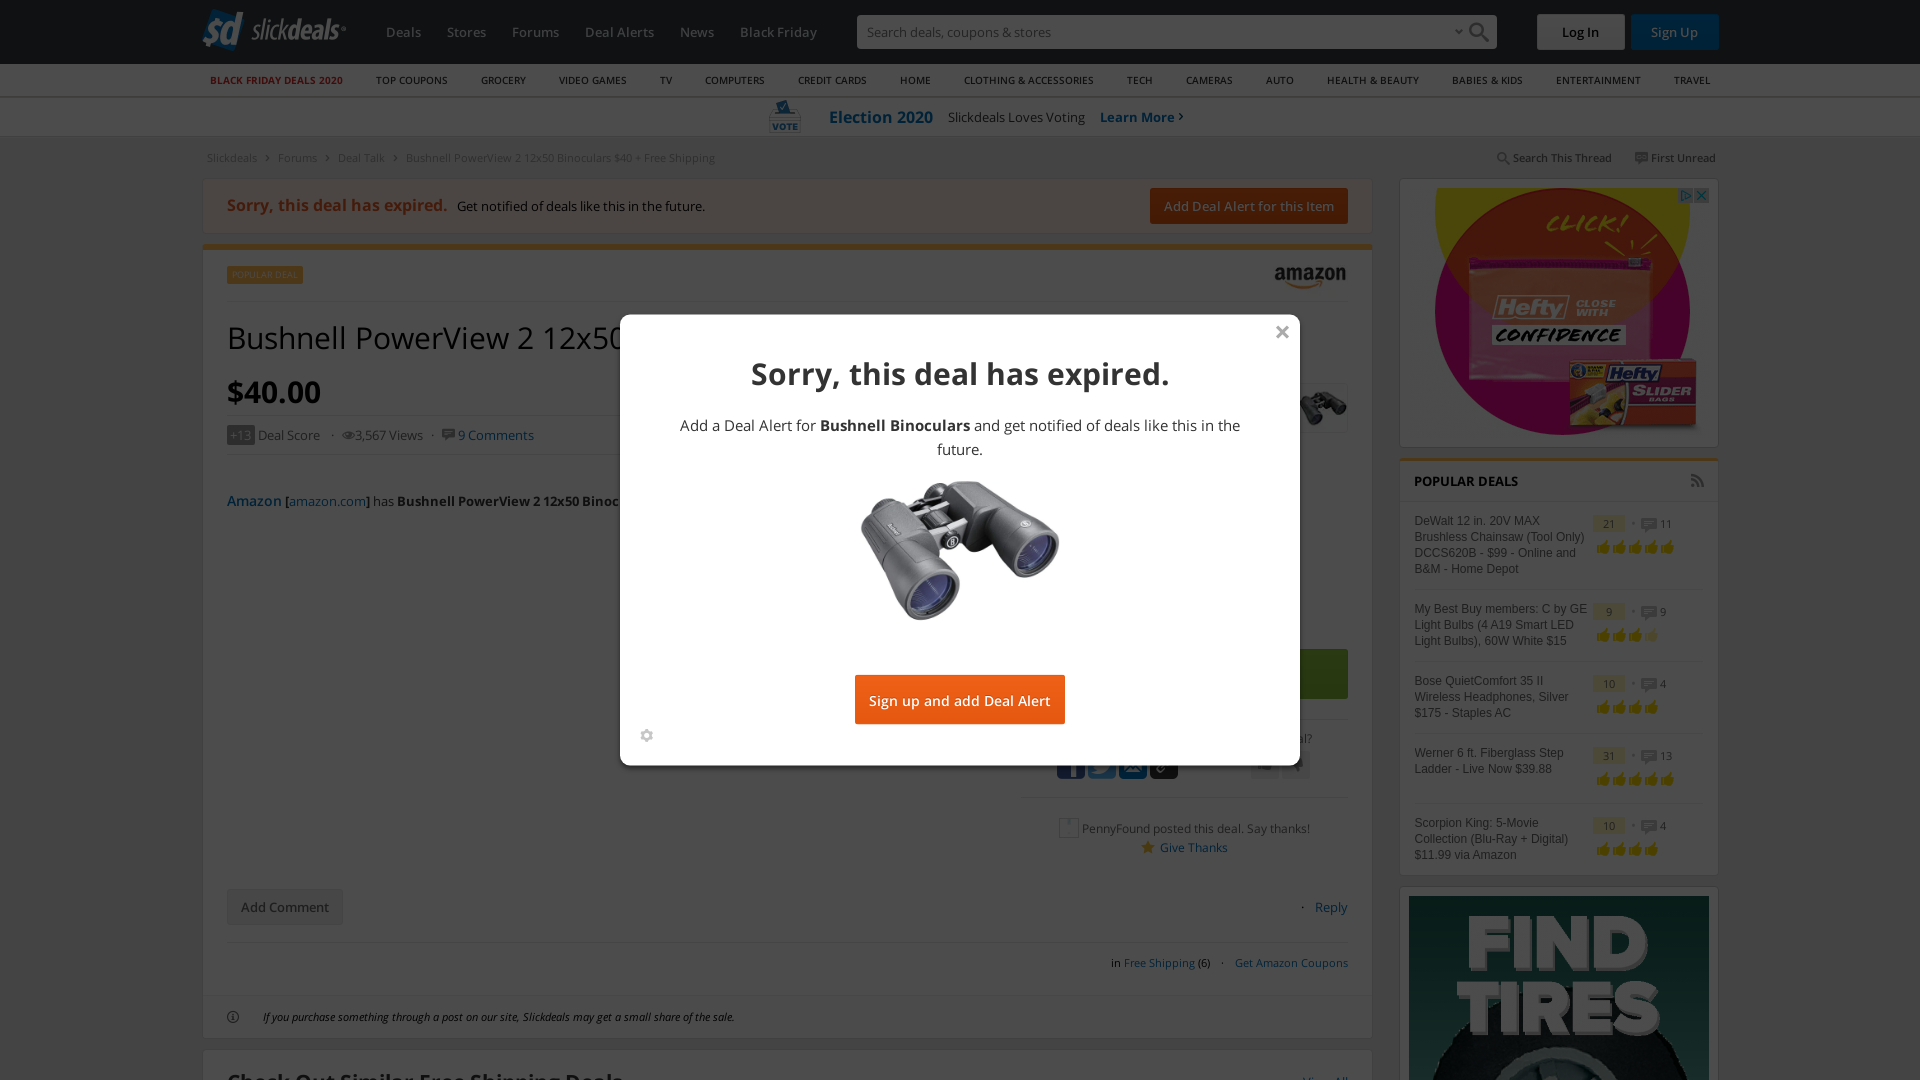 sd slickdeals
Deals Stores Forums Deal Alerts News Black Friday
Search deals, coupons & stores
Log In Sign Up
BLACK FRIDAY DEALS 2020 TOP COUPONS GROCERY VIDEO GAMES TV COMPUTERS CREDIT CARDS HOME CLOTHING & ACCESSORIES TECH CAMERAS AUTO HEALTH & BEAUTY BABIES & KIDS ENTERTAINMENT TRAVEL
VOTE Election 2020 Slickdeals Loves Voting Learn More
Slickdeals Forums Deal Talk Bushnell PowerView 2 12x50 Binoculars $40 + Free Shipping
Search This Thread First Unread
Sorry, this deal has expired. Get notified of deals like this in the future.
Add Deal Alert for this Item
POPULAR DEAL
amazon
Bushnell PowerView 2 12x50
$40.00
+13 Deal Score · 3,567 Views · 9 Comments
Amazon [amazon.com] has Bushnell PowerView 2 12x50 Binoc
Sorry, this deal has expired.
Add a Deal Alert for Bushnell Binoculars and get notified of deals like this in the
future.
Sign up and add Deal Alert
al?
PennyFound posted this deal. Say thanks!
Give Thanks
Add Comment
· Reply
in Free Shipping (6) · Get Amazon Coupons
If you purchase something through a post on our site, Slickdeals may get a small share of the sale.
Check Out Similar Free Shipping Deals
View All
CLICK!
Hefty CLOSE
WITH
CONFIDENCE
Hefty
SLIDER
BAGS
POPULAR DEALS
DeWalt 12 in. 20V MAX
Brushless Chainsaw (Tool Only)
DCCS620B - $99 - Online and
B&M - Home Depot
21 · 11
My Best Buy members: C by GE
Light Bulbs (4 A19 Smart LED
Light Bulbs), 60W White $15
9 · 9
Bose QuietComfort 35 II
Wireless Headphones, Silver
$175 - Staples AC
10 · 4
Werner 6 ft. Fiberglass Step
Ladder - Live Now $39.88
31 · 13
Scorpion King: 5-Movie
Collection (Blu-Ray + Digital)
$11.99 via Amazon
10 · 4
FIND
TIRES